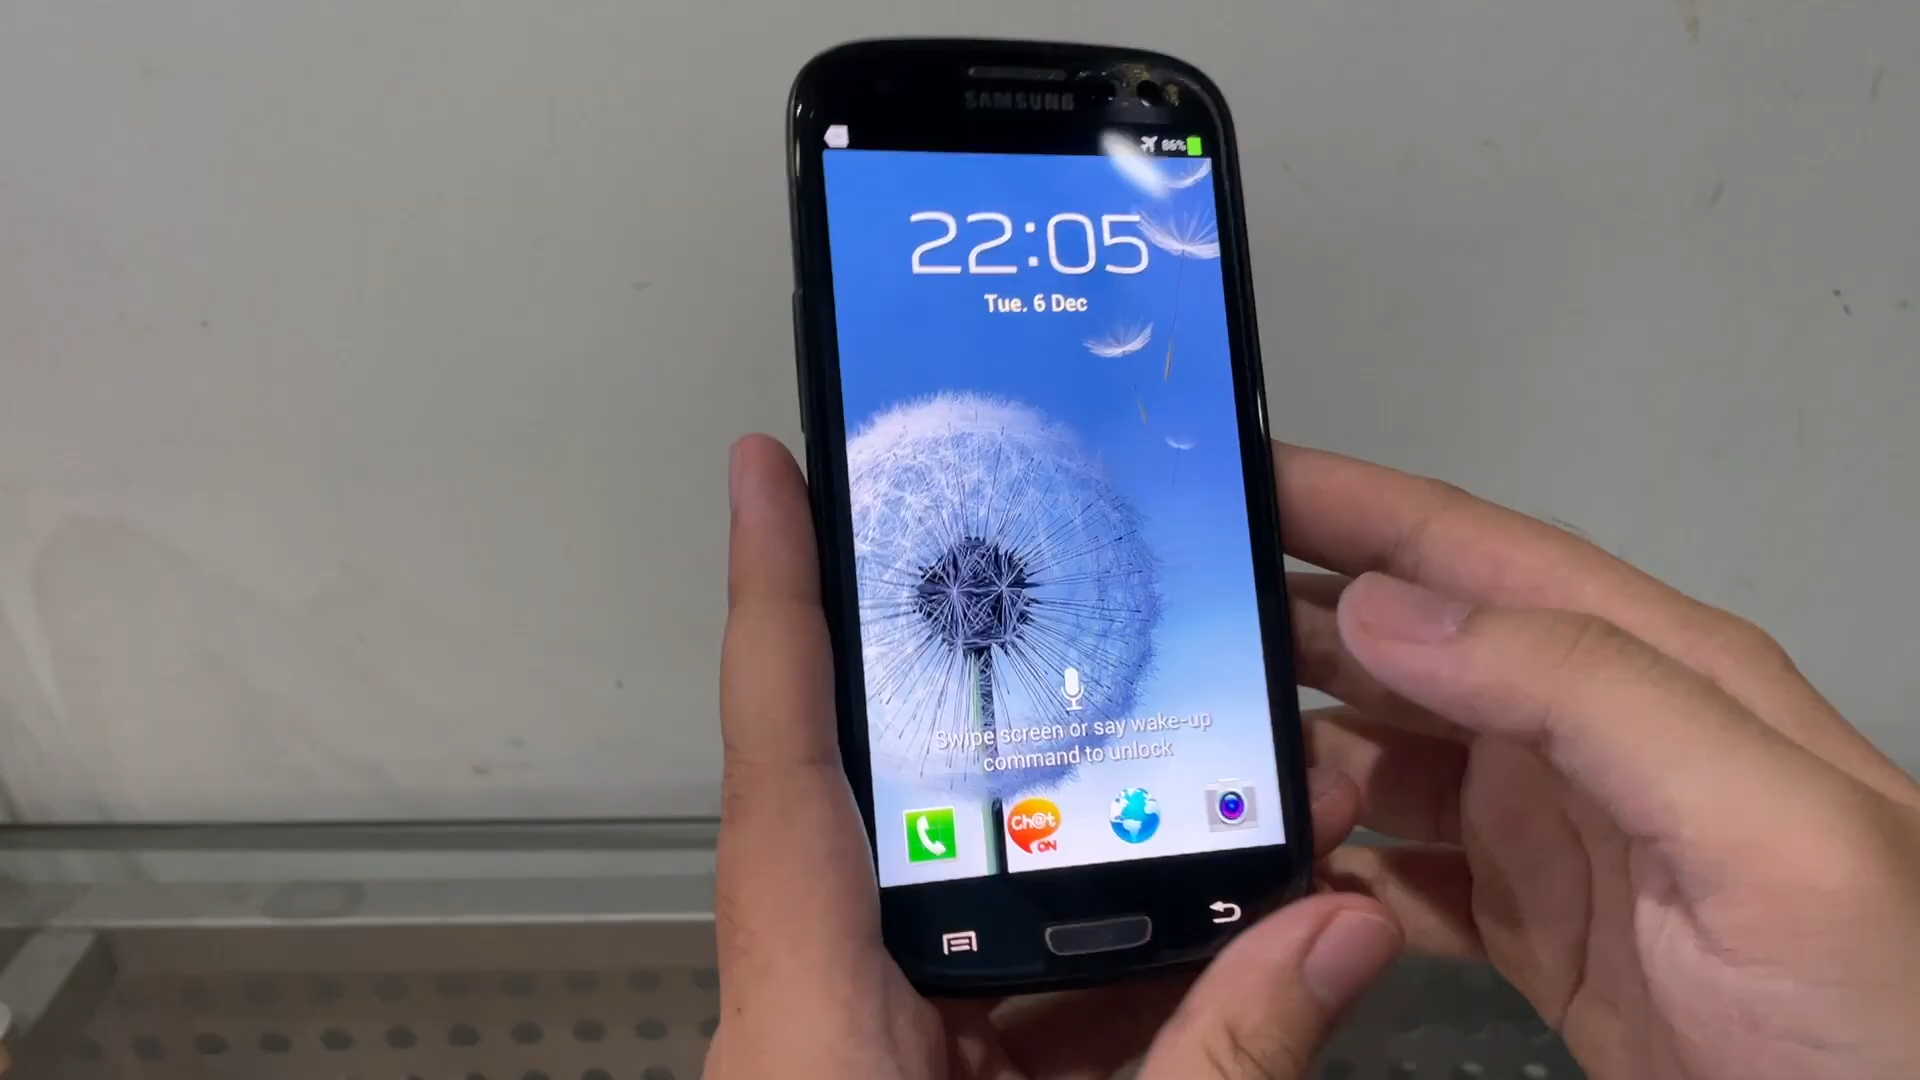 SAMSUNG
86%
22:05
Tue. 6 Dec
Swipe screen or say wake-up
command to unlock
Ch@t
ON